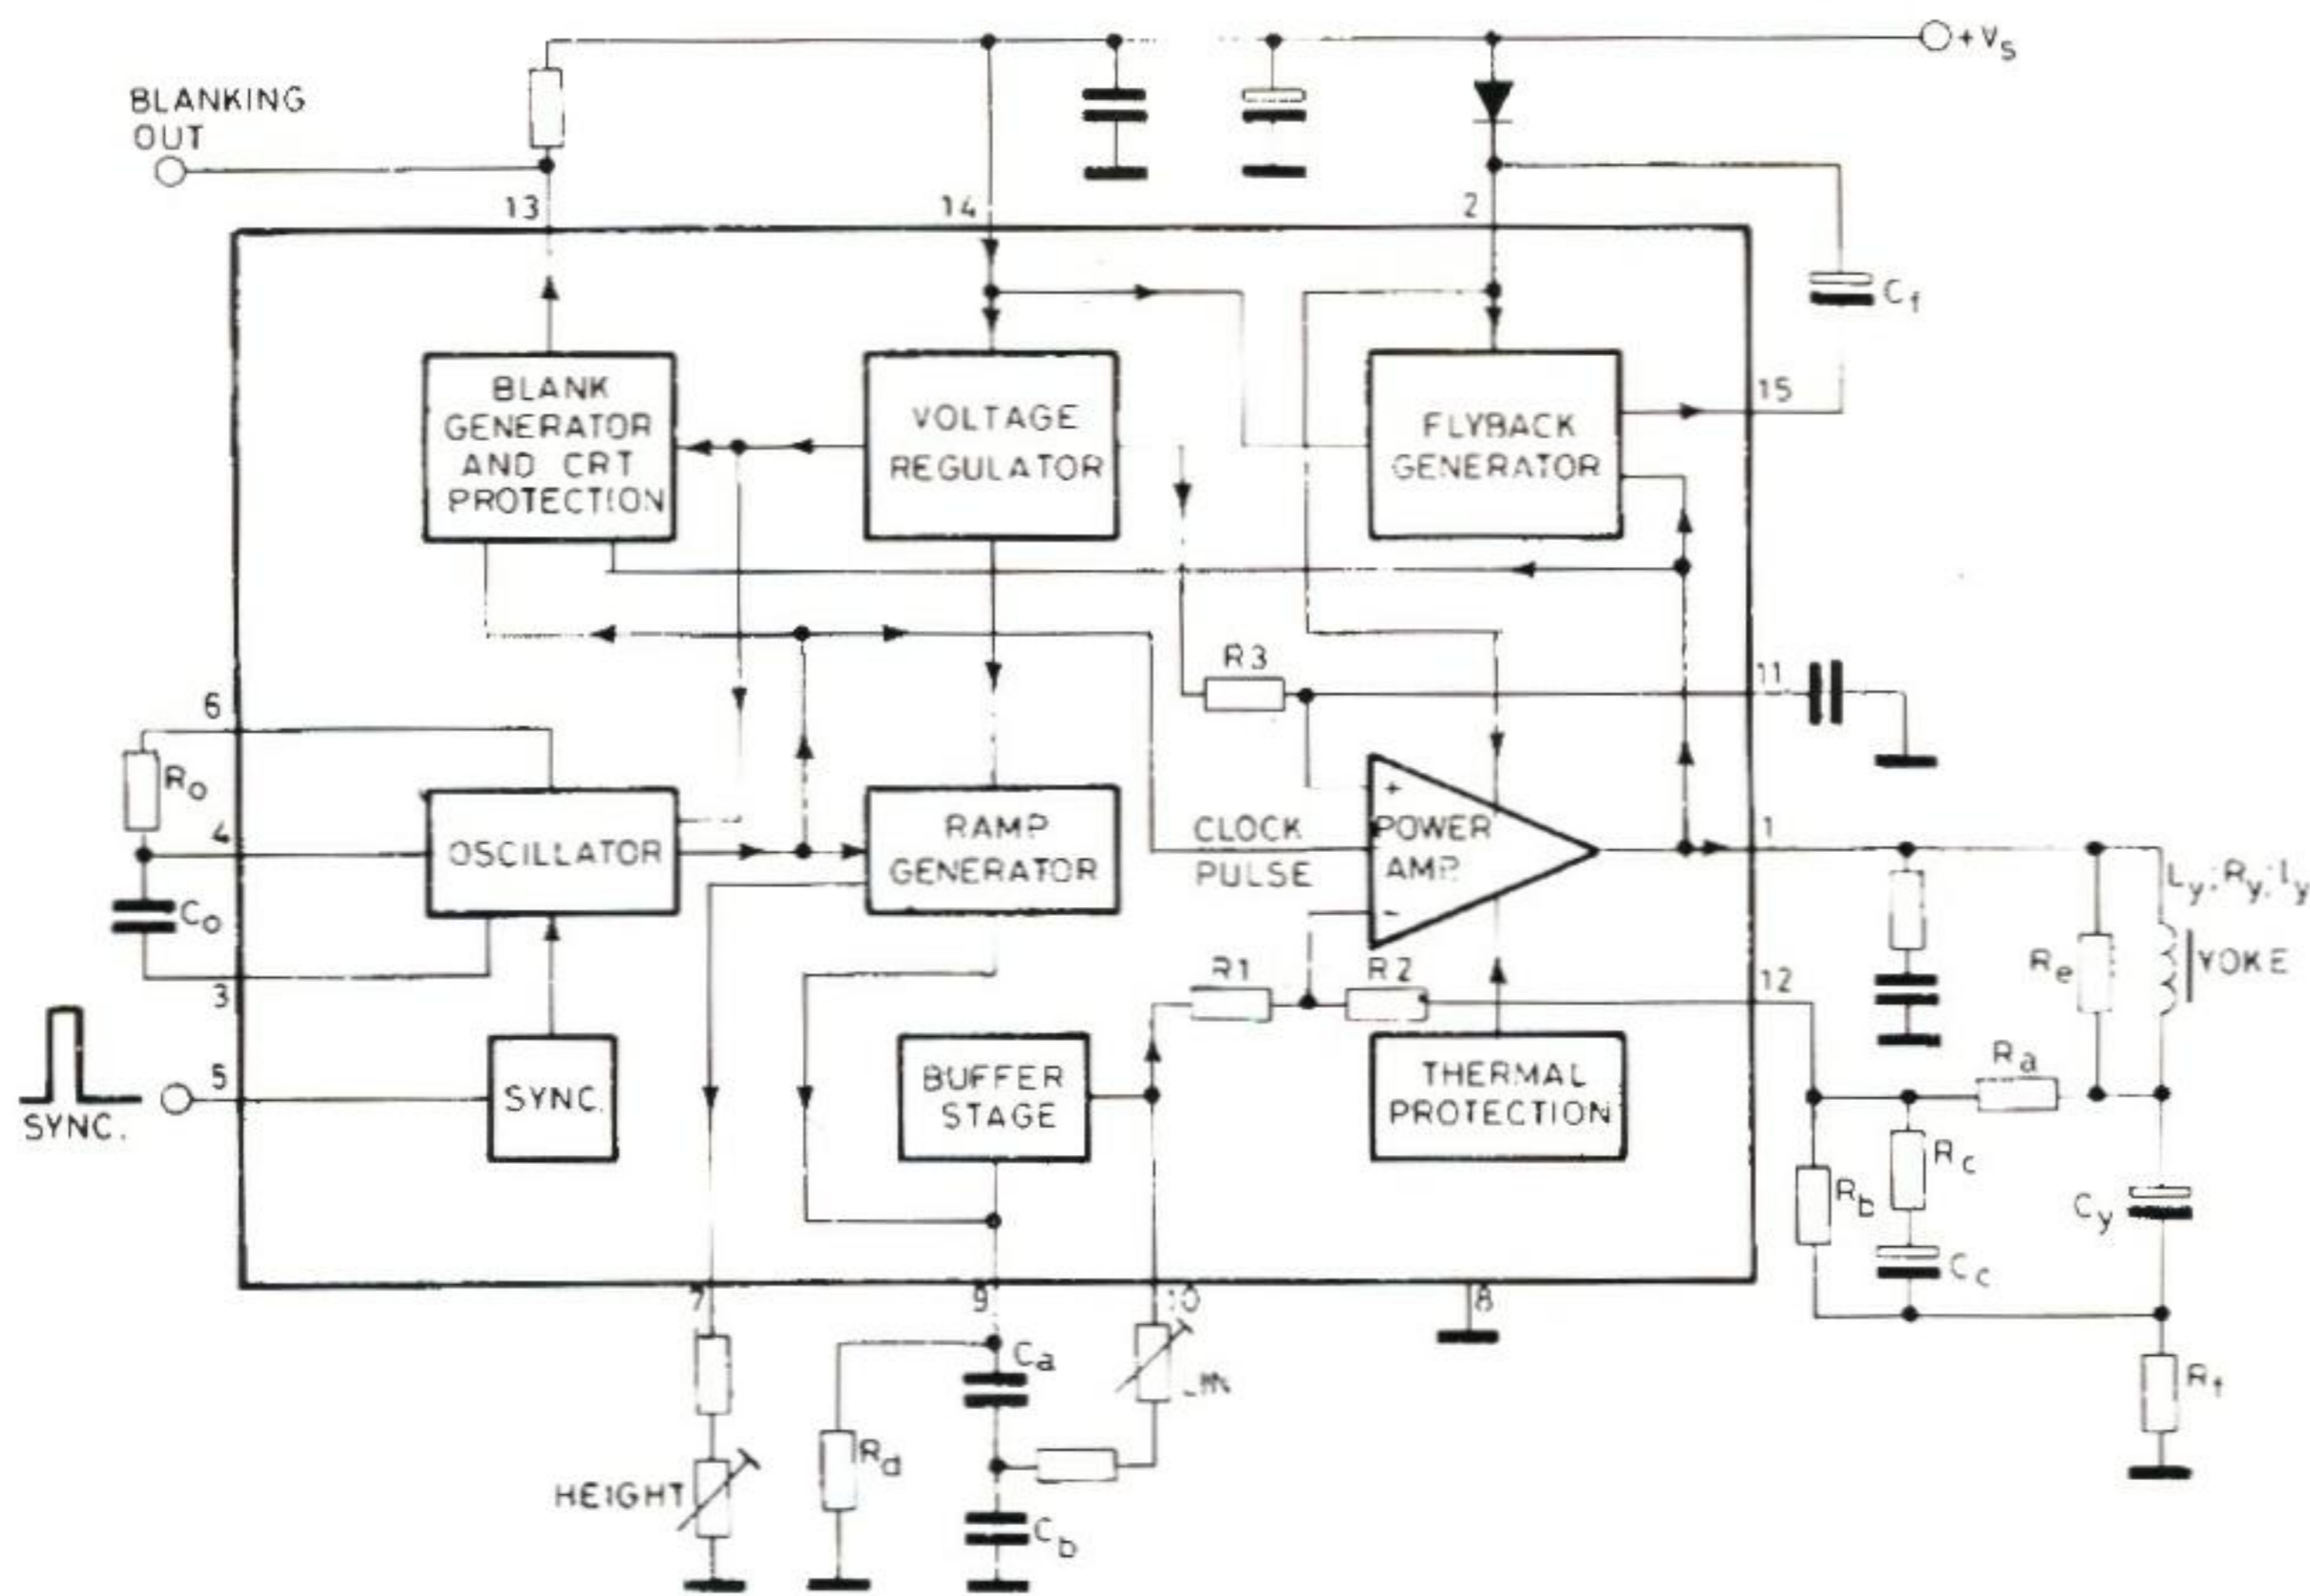 +Vs
BLANKING
OUT
13
14
2
Cf
BLANK
GENERATOR
AND CRT
PROTECTION
VOLTAGE
REGULATOR
FLYBACK
GENERATOR
15
R3
11
6
Ro
4
OSCILLATOR
RAMP
GENERATOR
CLOCK
PULSE
+
POWER
AMP.
-
1
Ly; Ry; Iy
Co
3
R1
R2
12
Re
YOKE
SYNC.
5
SYNC.
BUFFER
STAGE
THERMAL
PROTECTION
Ra
Rb
Rc
Cy
Cc
7
9
10
8
Ca
LIN
Rf
HEIGHT
Rd
Cb